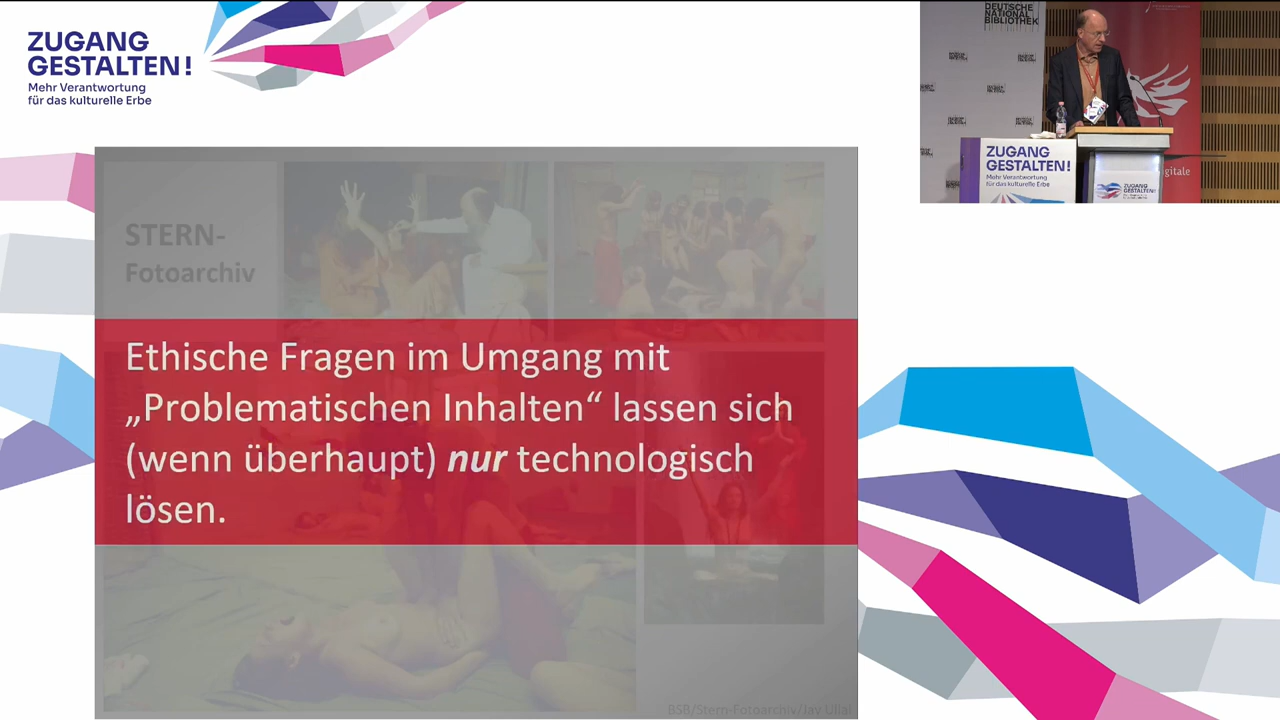 ZUGANG
GESTALTEN!
Mehr Verantwortung
für das kulturelle Erbe
DEUTSCHE
NATIONAL
BIBLIOTHEK
ZUGANG
GESTALTEN!
Mehr Verantwortung
für das kulturelle Erbe
ZUGANG
GESTALTEN!
STERN-
Fotoarchiv
Ethische Fragen im Umgang mit
„Problematischen Inhalten“ lassen sich
(wenn überhaupt) nur technologisch
lösen.
BSB/Stern-Fotoarchiv/Jay Ullal